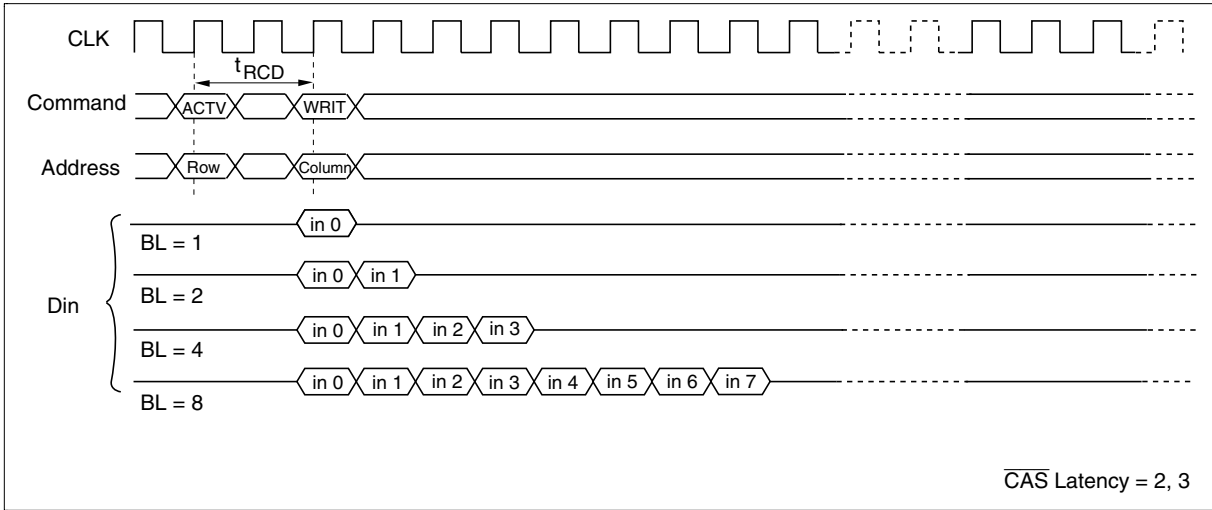 CLK
tRCD
Command ACTV WRIT
Address Row Column
Din
in 0
BL = 1
in 0 in 1
BL = 2
in 0 in 1 in 2 in 3
BL = 4
in 0 in 1 in 2 in 3 in 4 in 5 in 6 in 7
BL = 8
C̅A̅S̅ Latency = 2, 3